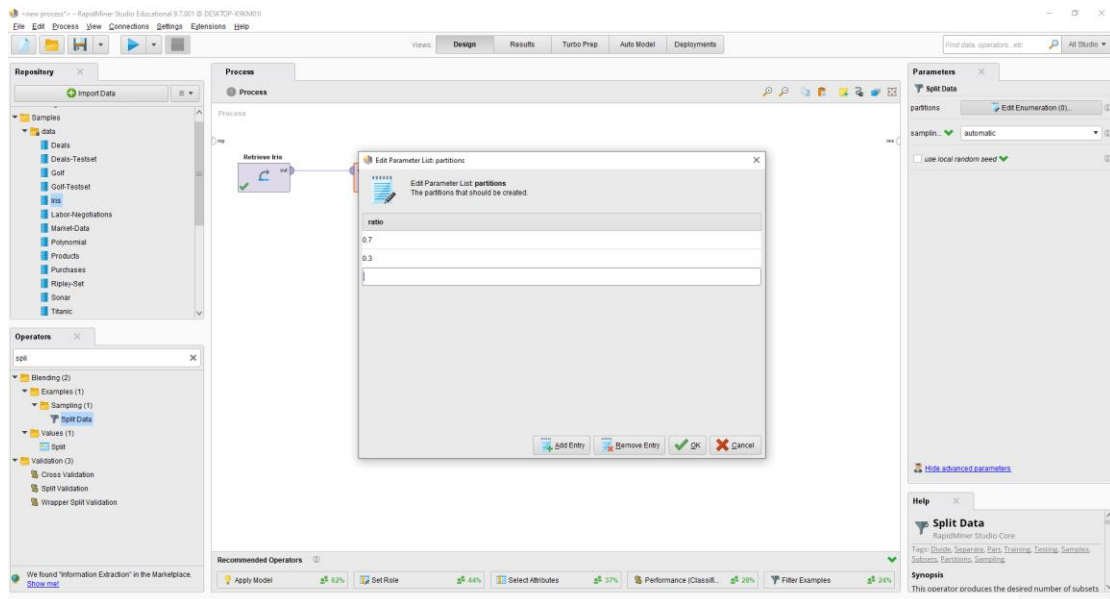 <new process*> – RapidMiner Studio Educational 9.7.001 @ DESKTOP-K9KM01I
File Edit Process View Connections Settings Extensions Help
Views: Design Results Turbo Prep Auto Model Deployments
Find data, operators...etc
All Studio
Repository
Import Data
Samples
data
Deals
Deals-Testset
Golf
Golf-Testset
Iris
Labor-Negotiations
Market-Data
Polynomial
Products
Purchases
Ripley-Set
Sonar
Titanic
Operators
spli
Blending (2)
Examples (1)
Sampling (1)
Split Data
Values (1)
Split
Validation (3)
Cross Validation
Split Validation
Wrapper Split Validation
We found "Information Extraction" in the Marketplace.
Show me!
Process
Process
Process
inp
res
Retrieve Iris
out
Edit Parameter List: partitions
Edit Parameter List: partitions
The partitions that should be created.
ratio
0.7
0.3
Add Entry Remove Entry OK Cancel
Recommended Operators
Apply Model 62% Set Role 44% Select Attributes 37% Performance (Classifi... 28% Filter Examples 24%
Parameters
Split Data
partitions Edit Enumeration (0)...
samplin... automatic
use local random seed
Hide advanced parameters
Help
Split Data
RapidMiner Studio Core
Tags: Divide, Separate, Part, Training, Testing, Samples,
Subsets, Partitions, Sampling
Synopsis
This operator produces the desired number of subsets